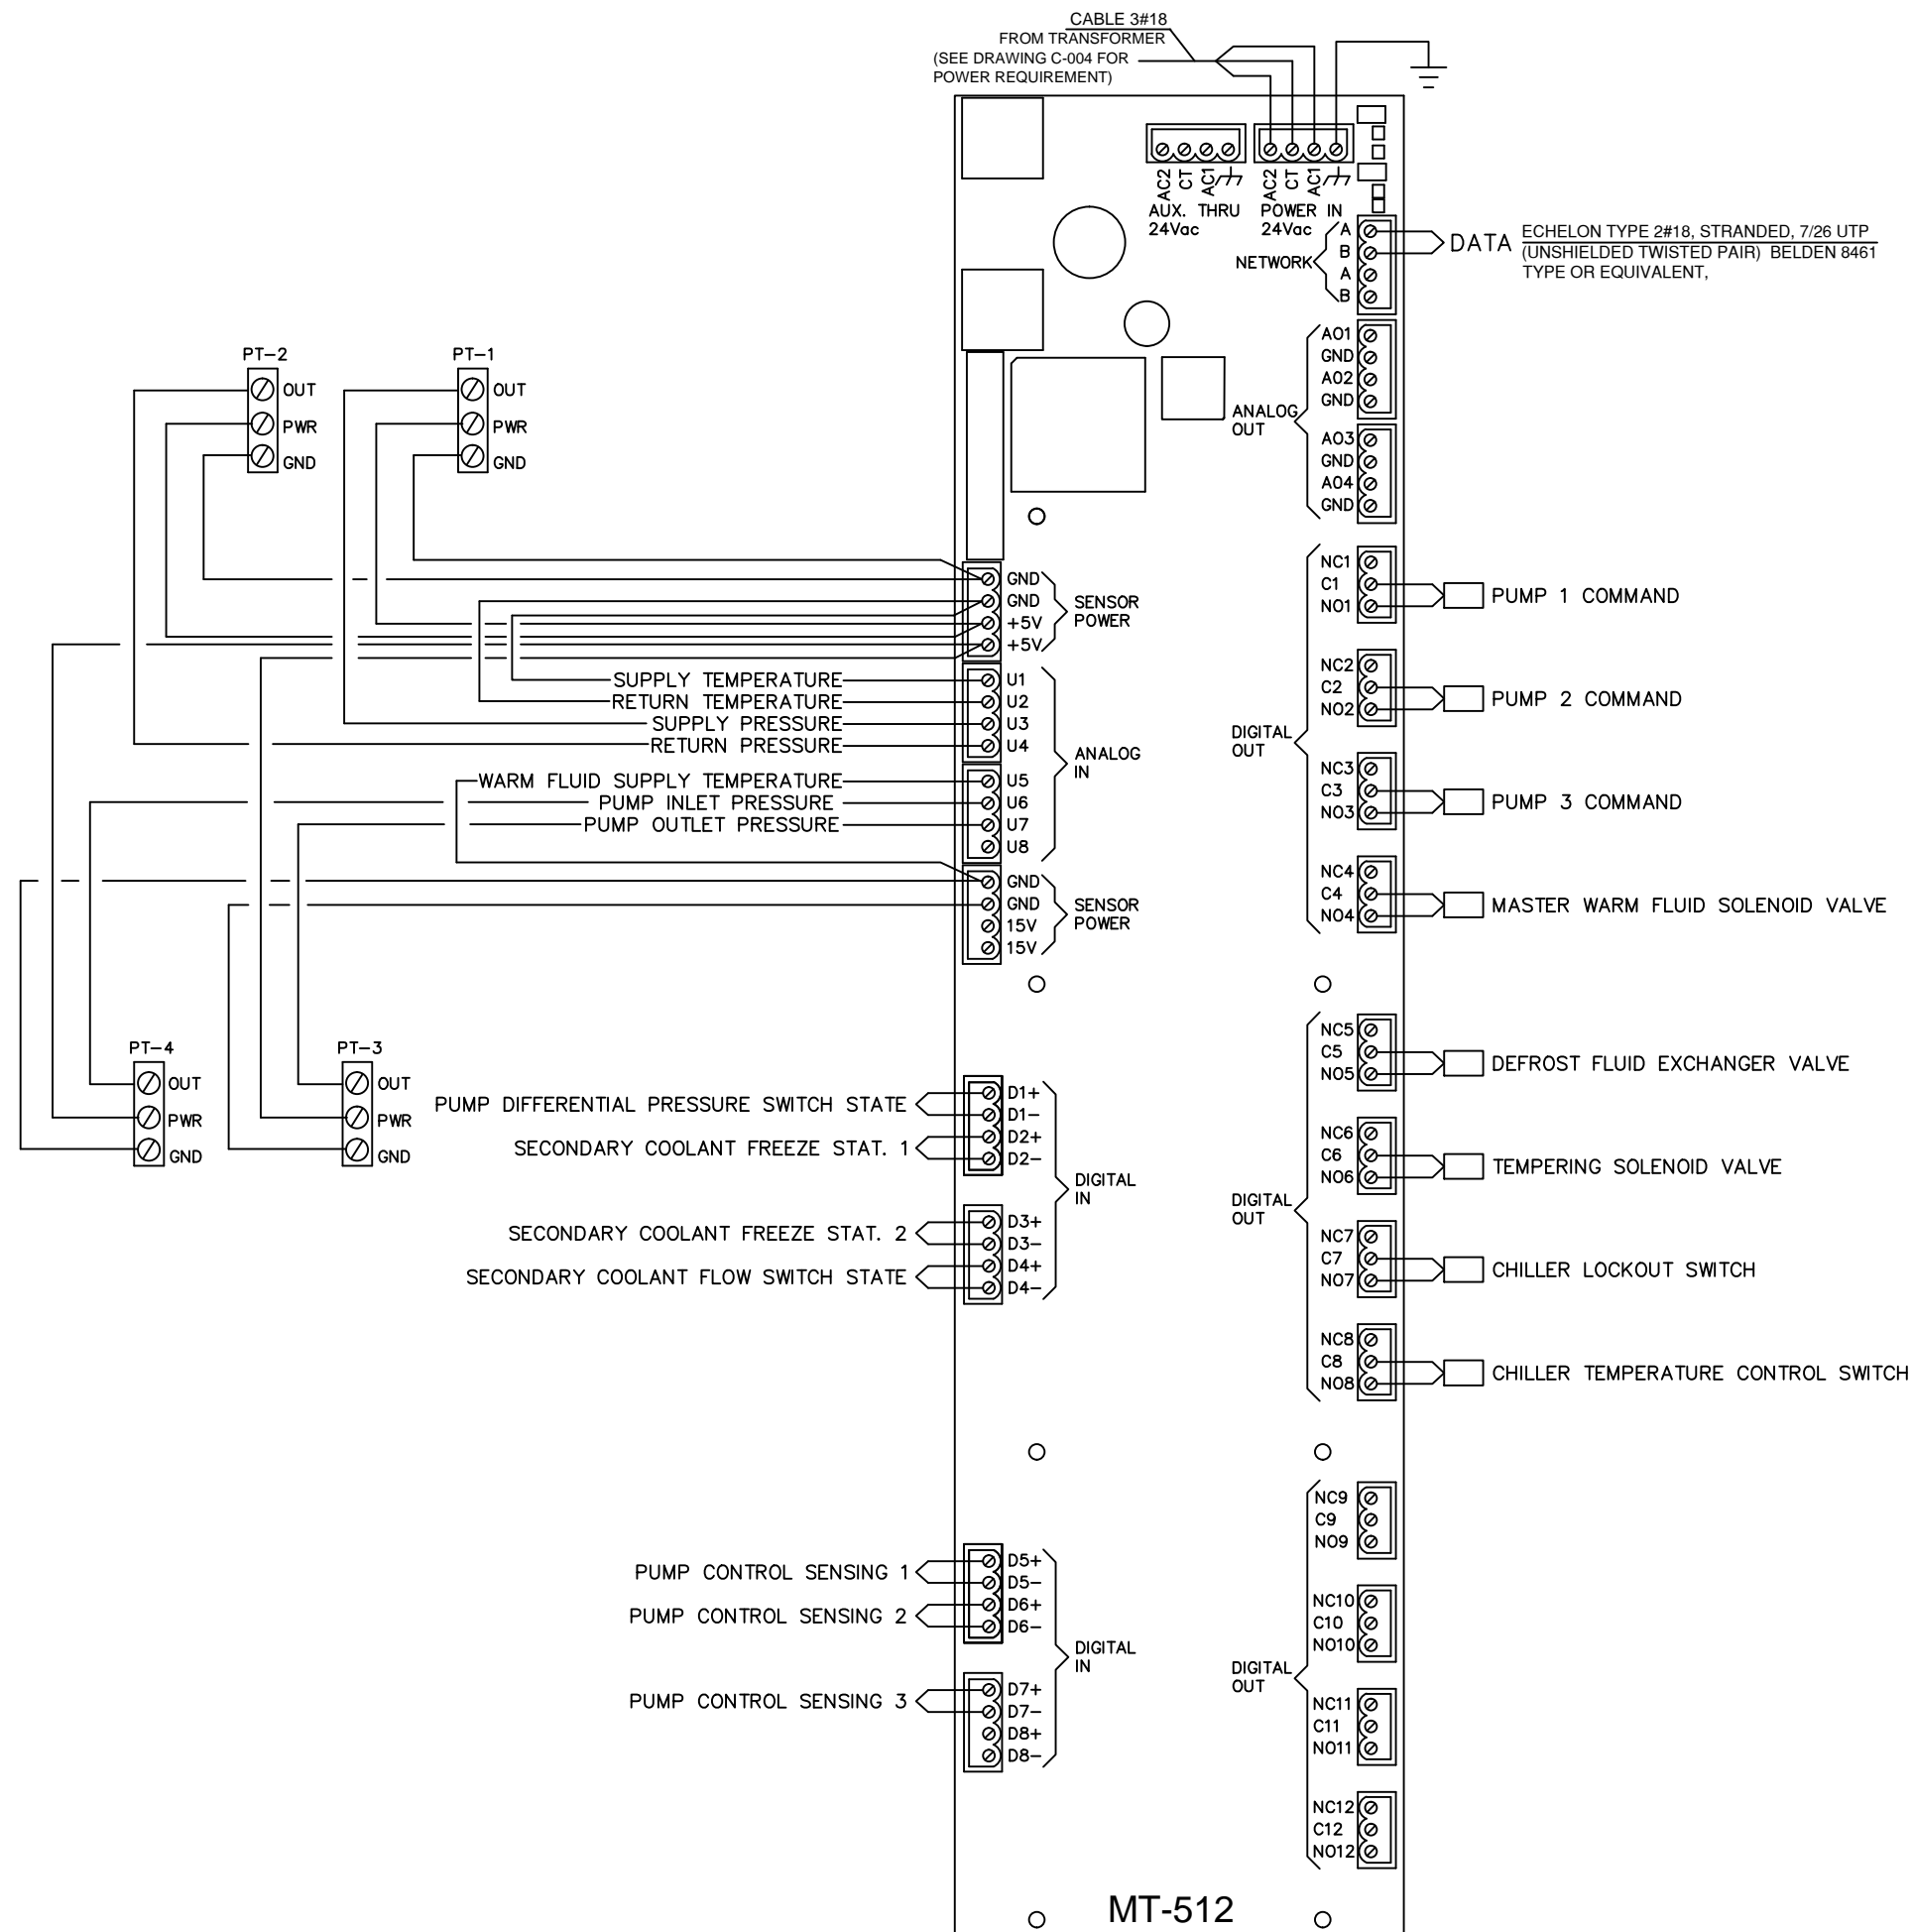 CABLE 3#18
FROM TRANSFORMER
(SEE DRAWING C-004 FOR
POWER REQUIREMENT)
AC2
CT
AC1
AUX. THRU
24Vac
AC2
CT
AC1
POWER IN
24Vac
NETWORK
A
B
A
B
DATA
ECHELON TYPE 2#18, STRANDED, 7/26 UTP
(UNSHIELDED TWISTED PAIR) BELDEN 8461
TYPE OR EQUIVALENT,
ANALOG
OUT
AO1
GND
AO2
GND
AO3
GND
AO4
GND
PT-2
OUT
PWR
GND
PT-1
OUT
PWR
GND
GND
GND
+5V
+5V
SENSOR
POWER
SUPPLY TEMPERATURE U1
RETURN TEMPERATURE U2
SUPPLY PRESSURE U3
RETURN PRESSURE U4
WARM FLUID SUPPLY TEMPERATURE U5
PUMP INLET PRESSURE U6
PUMP OUTLET PRESSURE U7
U8
ANALOG
IN
GND
GND
15V
15V
SENSOR
POWER
DIGITAL
OUT
NC1
C1
NO1
PUMP 1 COMMAND
NC2
C2
NO2
PUMP 2 COMMAND
NC3
C3
NO3
PUMP 3 COMMAND
NC4
C4
NO4
MASTER WARM FLUID SOLENOID VALVE
PT-4
OUT
PWR
GND
PT-3
OUT
PWR
GND
PUMP DIFFERENTIAL PRESSURE SWITCH STATE
D1+
D1-
SECONDARY COOLANT FREEZE STAT. 1
D2+
D2-
SECONDARY COOLANT FREEZE STAT. 2
D3+
D3-
SECONDARY COOLANT FLOW SWITCH STATE
D4+
D4-
DIGITAL
IN
DIGITAL
OUT
NC5
C5
NO5
DEFROST FLUID EXCHANGER VALVE
NC6
C6
NO6
TEMPERING SOLENOID VALVE
NC7
C7
NO7
CHILLER LOCKOUT SWITCH
NC8
C8
NO8
CHILLER TEMPERATURE CONTROL SWITCH
PUMP CONTROL SENSING 1
D5+
D5-
PUMP CONTROL SENSING 2
D6+
D6-
PUMP CONTROL SENSING 3
D7+
D7-
D8+
D8-
DIGITAL
IN
DIGITAL
OUT
NC9
C9
NO9
NC10
C10
NO10
NC11
C11
NO11
NC12
C12
NO12
MT-512